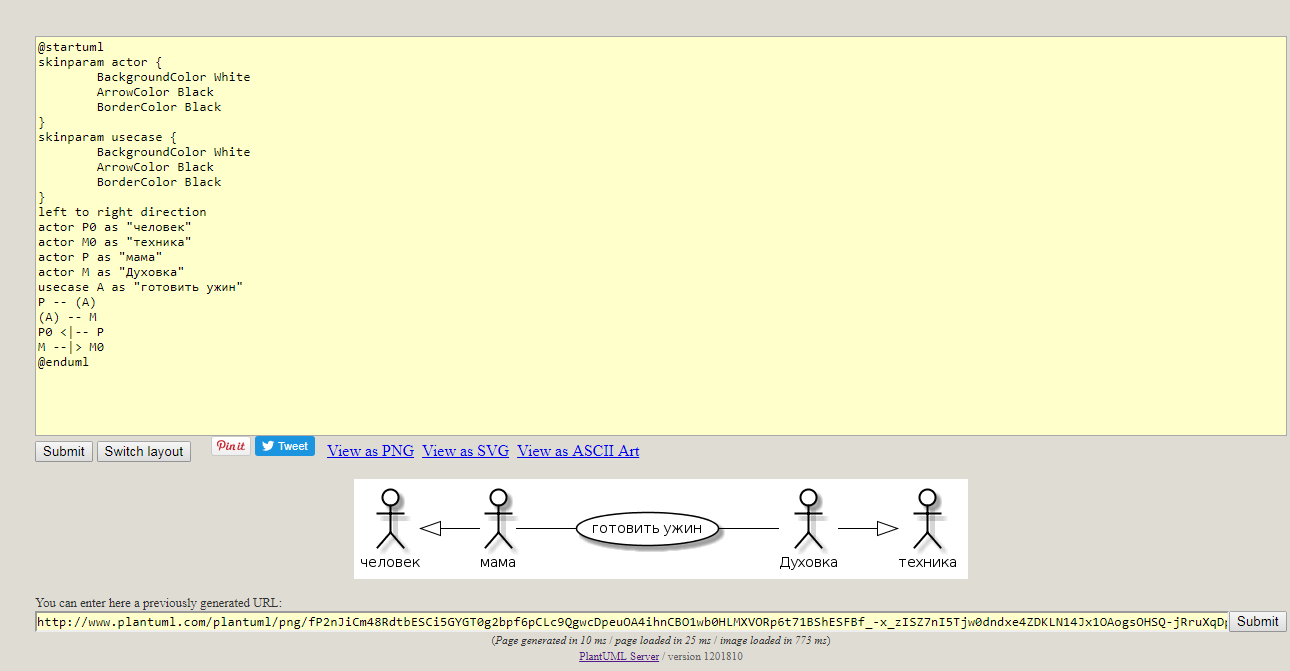 @startuml
skinparam actor {
BackgroundColor White
ArrowColor Black
BorderColor Black
}
skinparam usecase {
BackgroundColor White
ArrowColor Black
BorderColor Black
}
left to right direction
actor P0 as "человек"
actor M0 as "техника"
actor P as "мама"
actor M as "Духовка"
usecase A as "готовить ужин"
P -- (A)
(A) -- M
P0 <|-- P
M --|> M0
@enduml
Submit Switch layout Pin it Tweet View as PNG View as SVG View as ASCII Art
готовить ужин
человек мама Духовка техника
You can enter here a previously generated URL:
http://www.plantuml.com/plantuml/png/fP2nJiCm48RdtbESCi5GYGT0g2bpf6pCLc9QgwcDpeuOA4ihnCBO1wb0HLMXVORp6t71BShESFBf_-x_zISZ7nI5Tjw0dndxe4ZDKLN14Jx1OAogsOHSQ-jRruXqDp Submit
(Page generated in 10 ms / page loaded in 25 ms / image loaded in 773 ms)
PlantUML Server / version 1201810